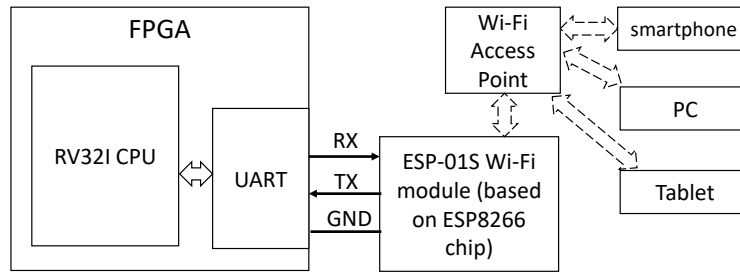 FPGA
RV32I CPU
UART
RX
TX
GND
ESP-01S Wi-Fi
module (based
on ESP8266
chip)
Wi-Fi
Access
Point
smartphone
PC
Tablet